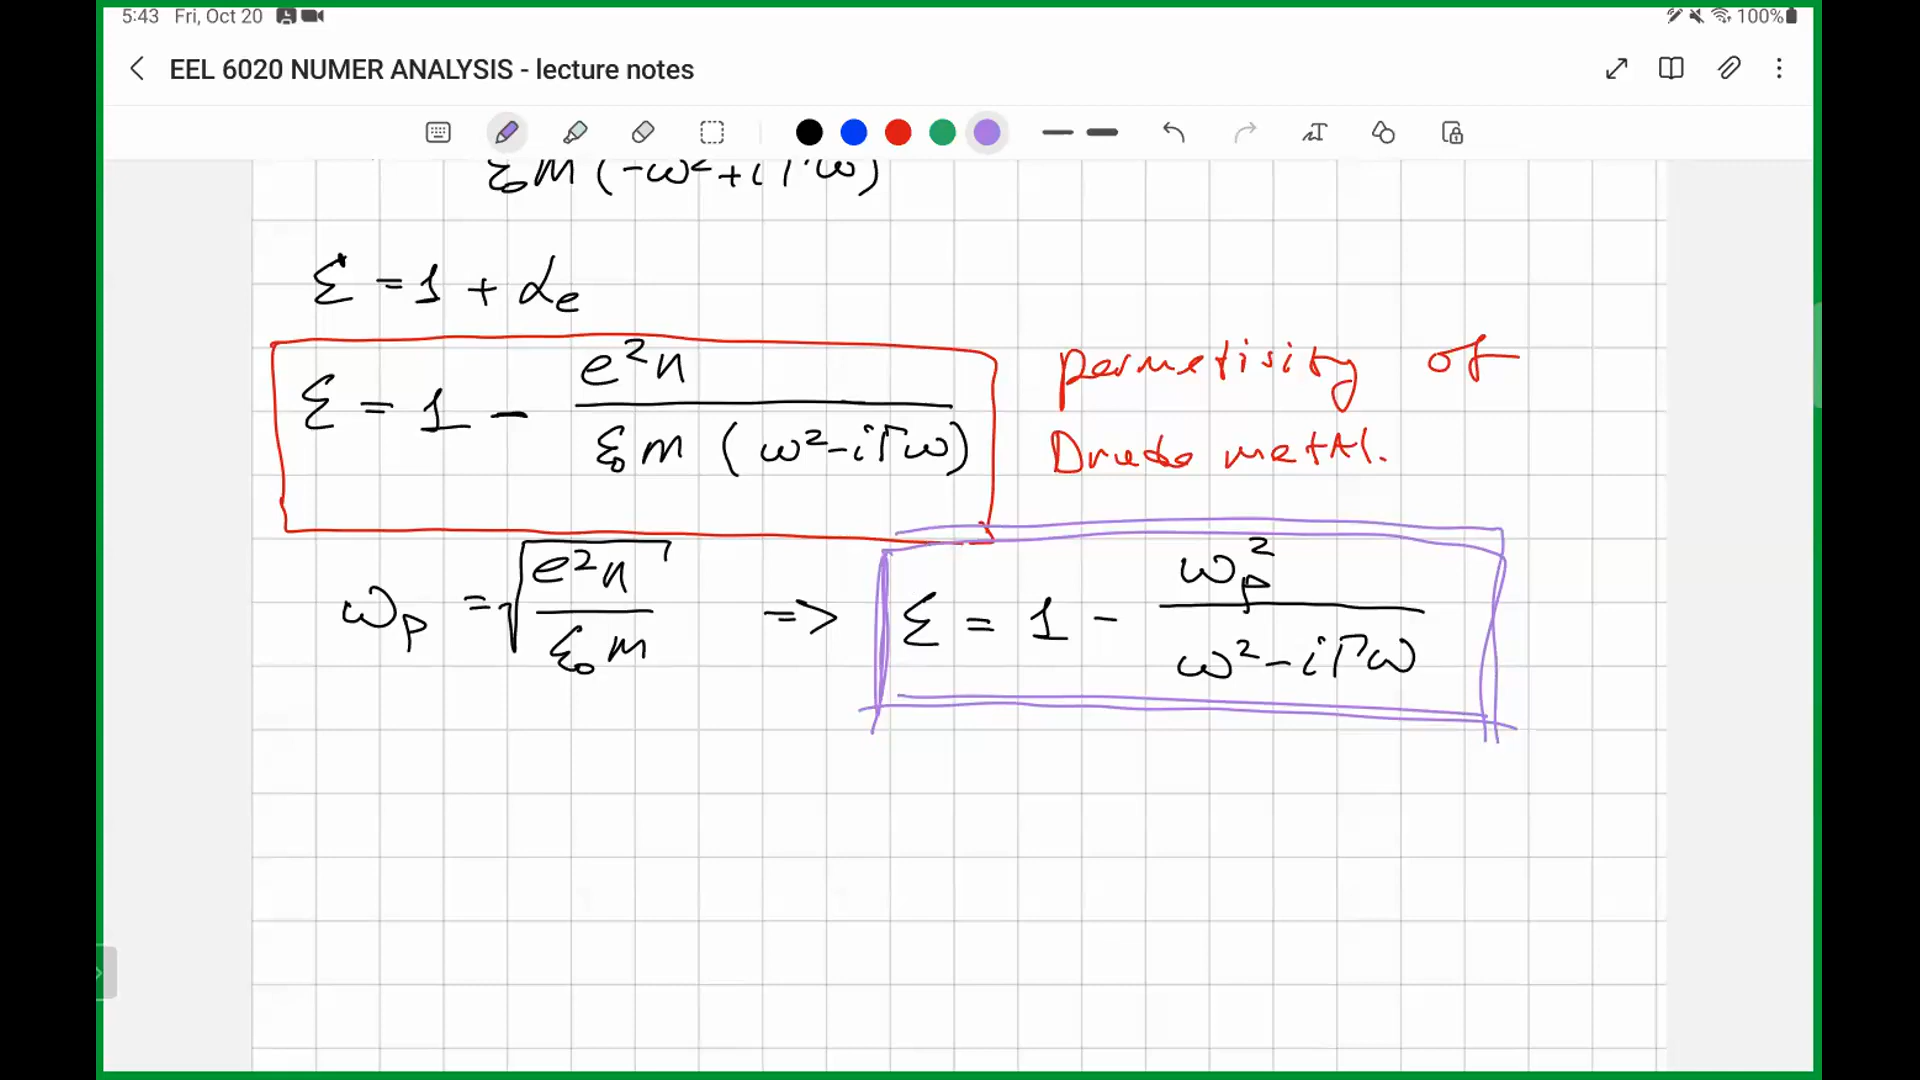 5:43 Fri, Oct 20 100%
EEL 6020 NUMER ANALYSIS - lecture notes
ε₀m(-ω²+iΓω)
ε = 1 + αe
ε = 1 - e²n / ε₀m (ω²-iΓω)
permetisity of
Drude metAl.
ωp = √(e²n / ε₀m) => ε = 1 - ωp² / ω²-iΓω